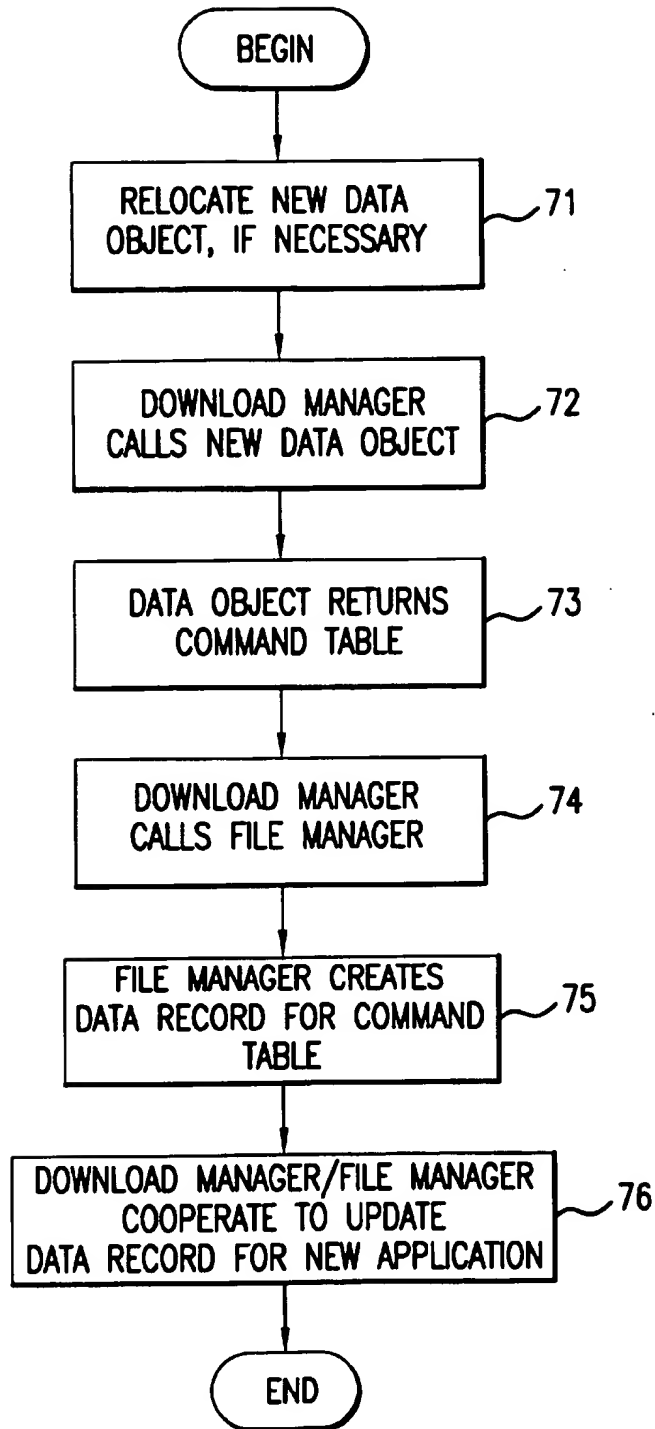 BEGIN
RELOCATE NEW DATA
OBJECT, IF NECESSARY
71
DOWNLOAD MANAGER
CALLS NEW DATA OBJECT
72
DATA OBJECT RETURNS
COMMAND TABLE
73
DOWNLOAD MANAGER
CALLS FILE MANAGER
74
FILE MANAGER CREATES
DATA RECORD FOR COMMAND
TABLE
75
DOWNLOAD MANAGER/FILE MANAGER
COOPERATE TO UPDATE
DATA RECORD FOR NEW APPLICATION
76
END